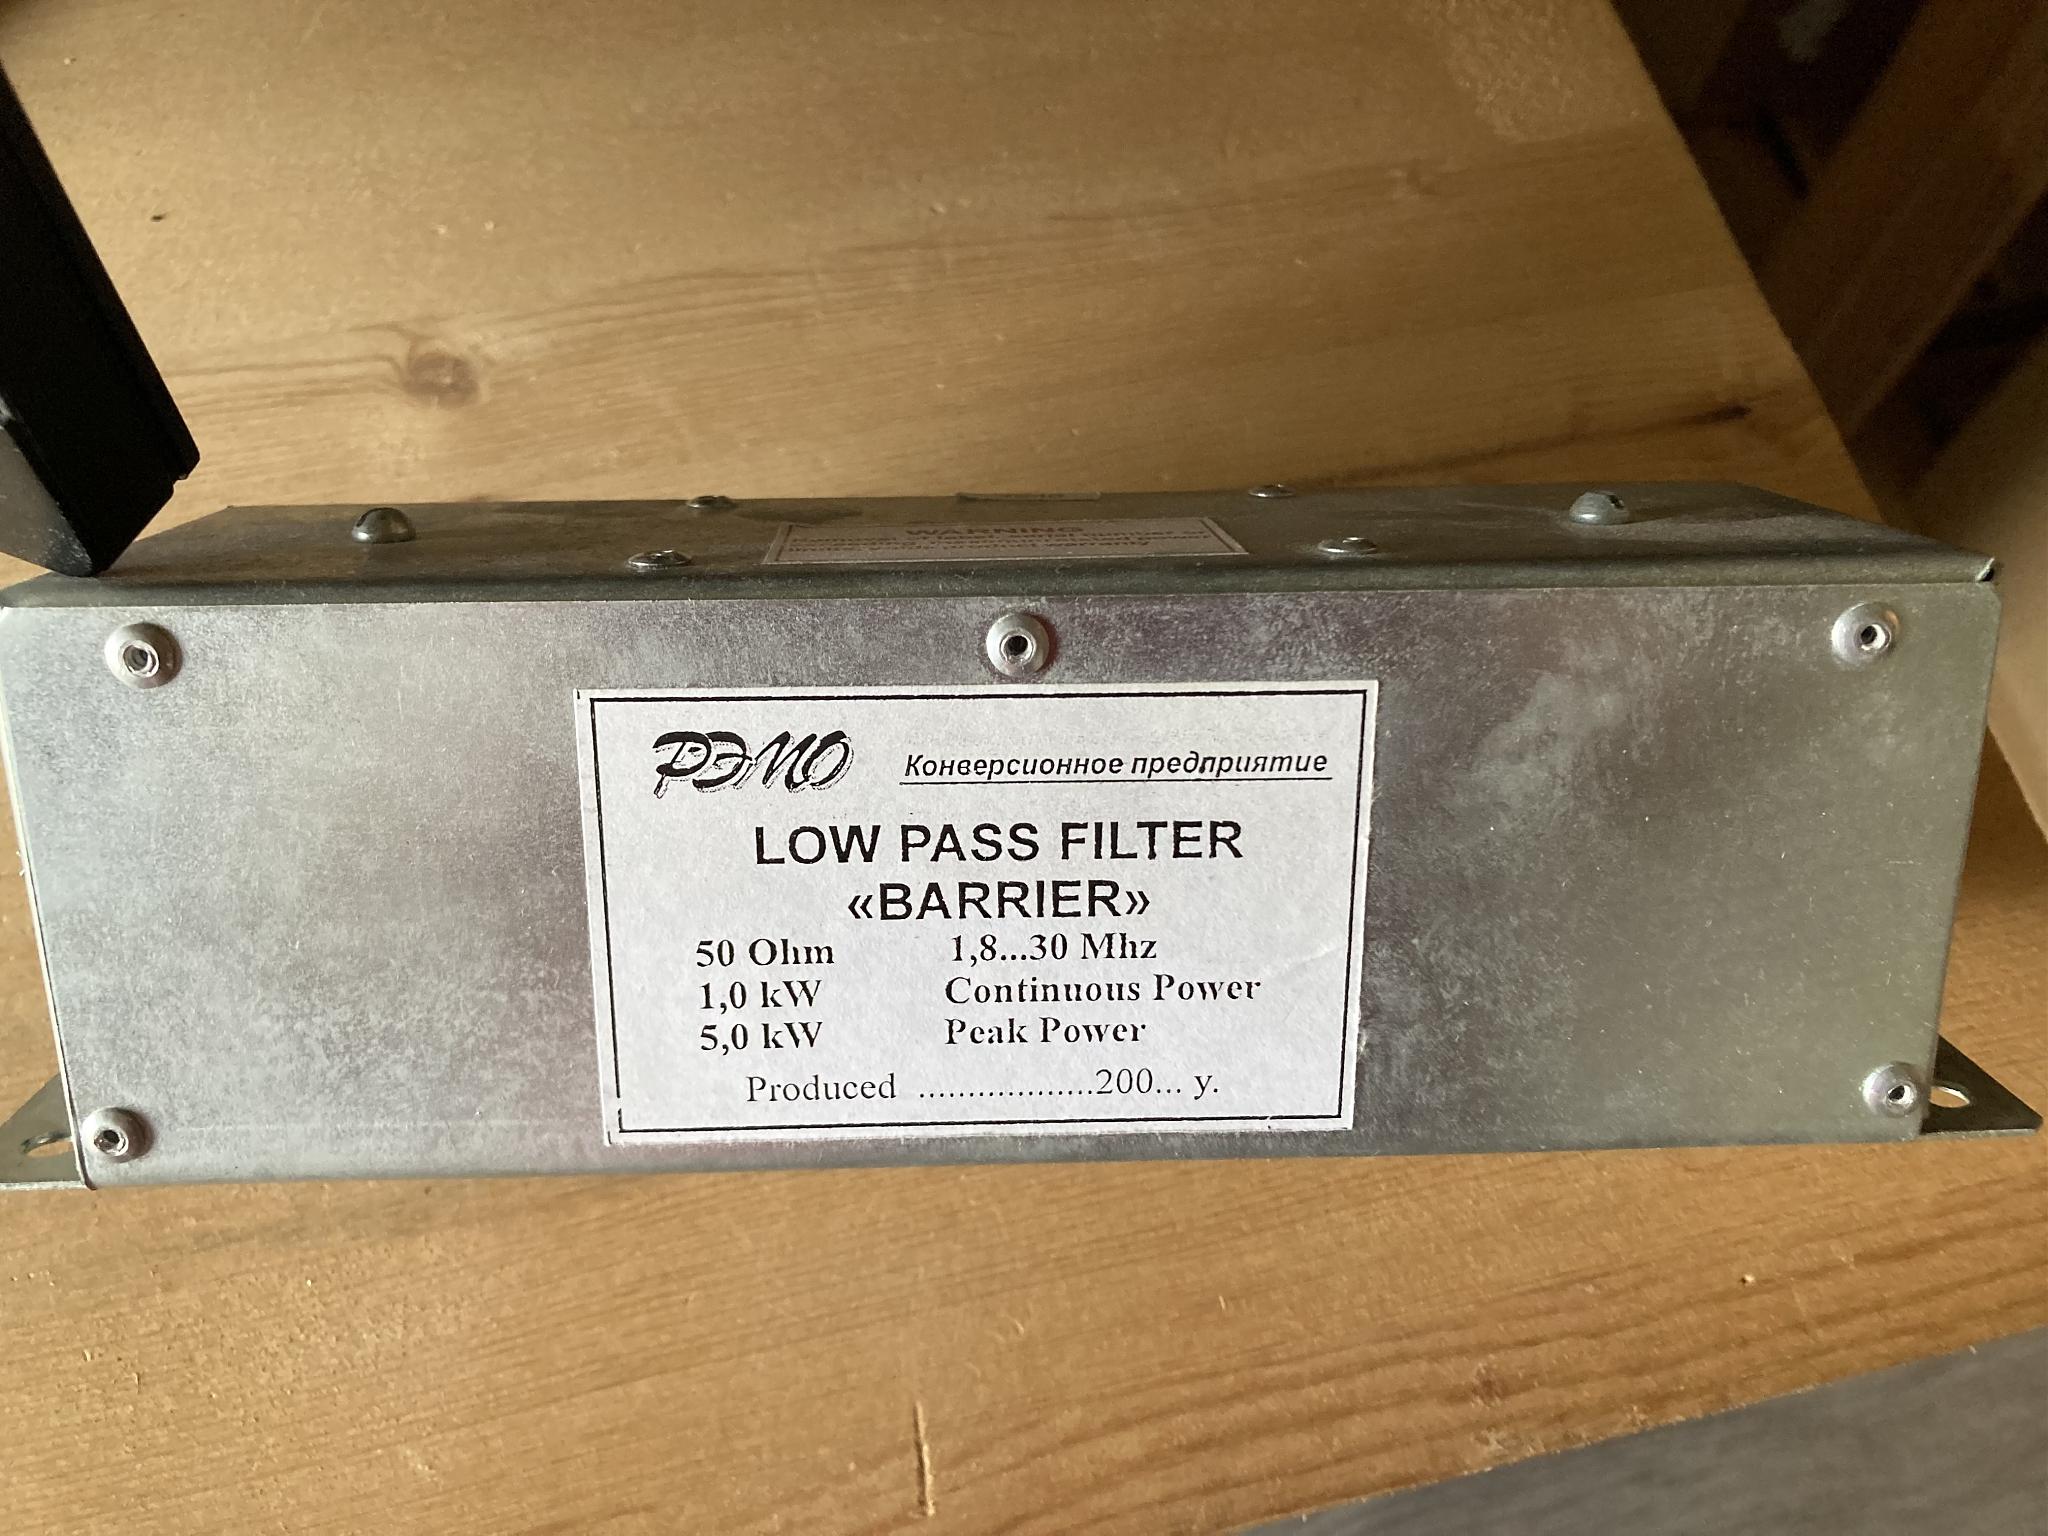 WARNING
РЭМО Конверсионное предприятие
LOW PASS FILTER
«BARRIER»
50 Ohm 1,8...30 Mhz
1,0 kW Continuous Power
5,0 kW Peak Power
Produced ..................200... y.